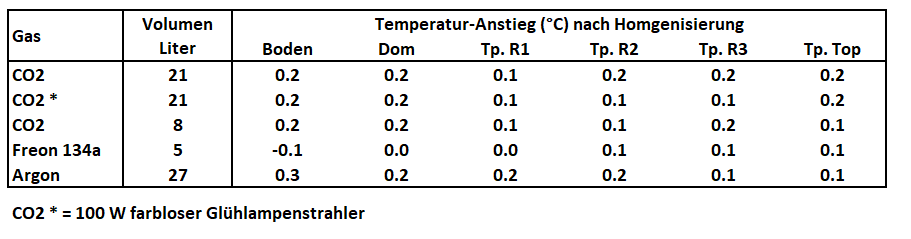 Gas Volumen Liter Temperatur-Anstieg (°C) nach Homgenisierung
Boden Dom Tp. R1 Tp. R2 Tp. R3 Tp. Top
CO2 21 0.2 0.2 0.1 0.2 0.2 0.2
CO2 * 21 0.2 0.2 0.1 0.1 0.1 0.2
CO2 8 0.2 0.2 0.1 0.1 0.2 0.1
Freon 134a 5 -0.1 0.0 0.0 0.1 0.1 0.1
Argon 27 0.3 0.2 0.2 0.2 0.1 0.1
CO2 * = 100 W farbloser Glühlampenstrahler